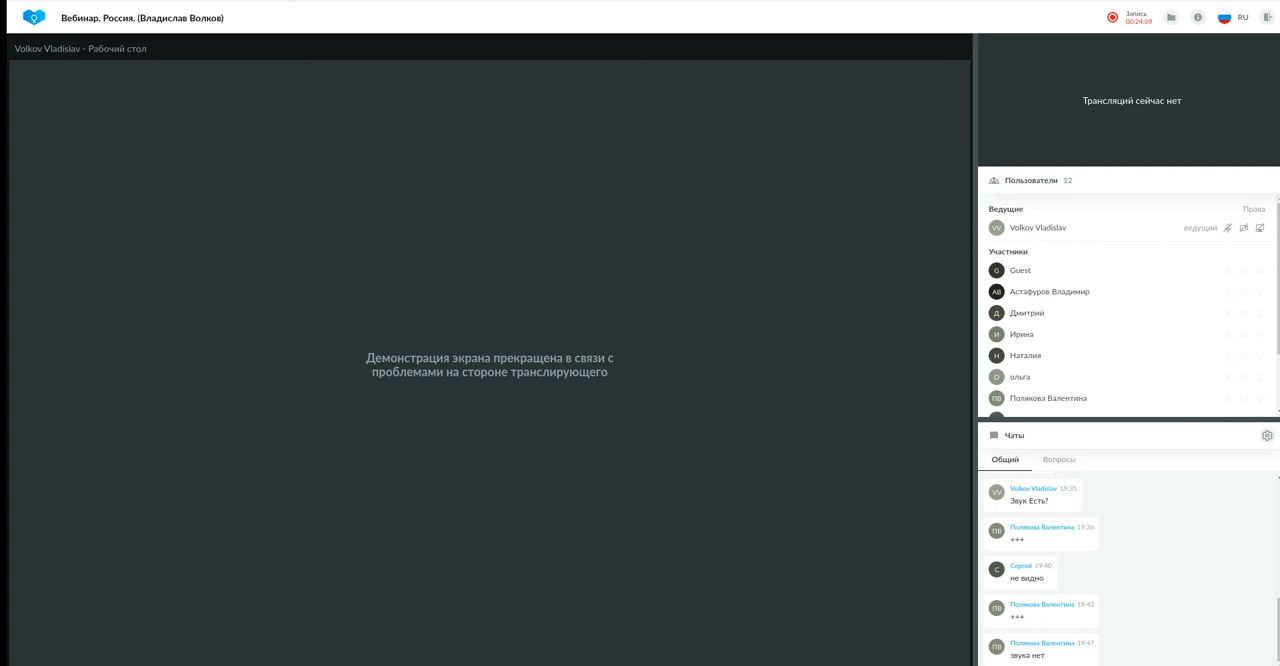 Вебинар. Россия. (Владислав Волков)
Запись
00:24:09
RU
Volkov Vladislav - Рабочий стол
Демонстрация экрана прекращена в связи с
проблемами на стороне транслирующего
Трансляций сейчас нет
Пользователи 12
Ведущие Права
VV Volkov Vladislav ведущий
Участники
G Guest
АВ Астафуров Владимир
Д Дмитрий
И Ирина
Н Наталия
О ольга
ПВ Полякова Валентина
Чаты
Общий Вопросы
VV Volkov Vladislav 19:35
Звук Есть?
ПВ Полякова Валентина 19:36
+++
С Сергей 19:40
не видно
ПВ Полякова Валентина 19:43
+++
ПВ Полякова Валентина 19:47
звука нет